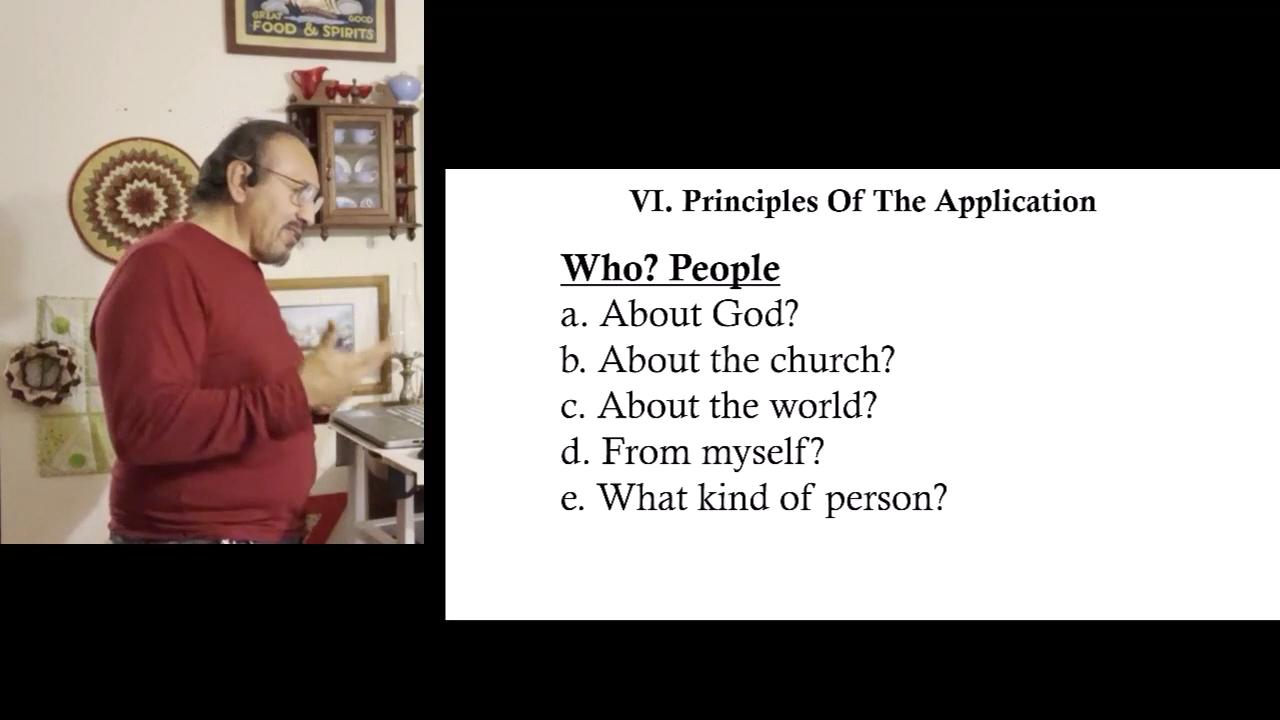 GREAT GOOD
FOOD & SPIRITS
VI. Principles Of The Application
Who? People
a. About God?
b. About the church?
c. About the world?
d. From myself?
e. What kind of person?